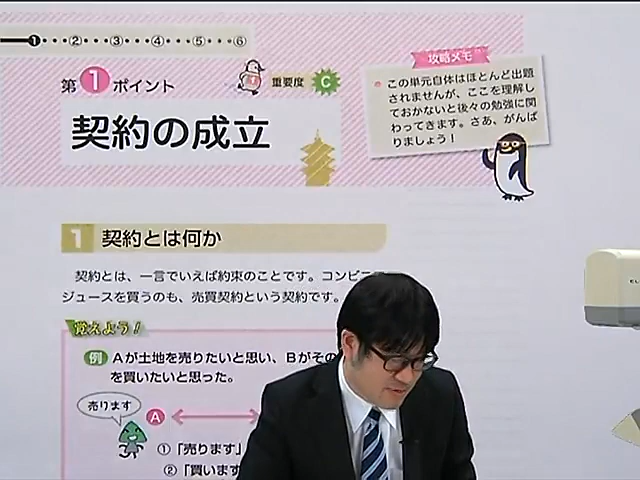 1 2 3 4 5 6
第1ポイント
重要度 C
契約の成立
攻略メモ
この単元自体はほとんど出題
されませんが、ここを理解し
ておかないと後々の勉強に関
わってきます。さあ、がんば
りましょう！
1 契約とは何か
契約とは、一言でいえば約束のことです。コンビニ
ジュースを買うのも、売買契約という契約です。
覚えよう！
例 Aが土地を売りたいと思い、Bがその
を買いたいと思った。
売ります
A
①「売ります」
②「買います